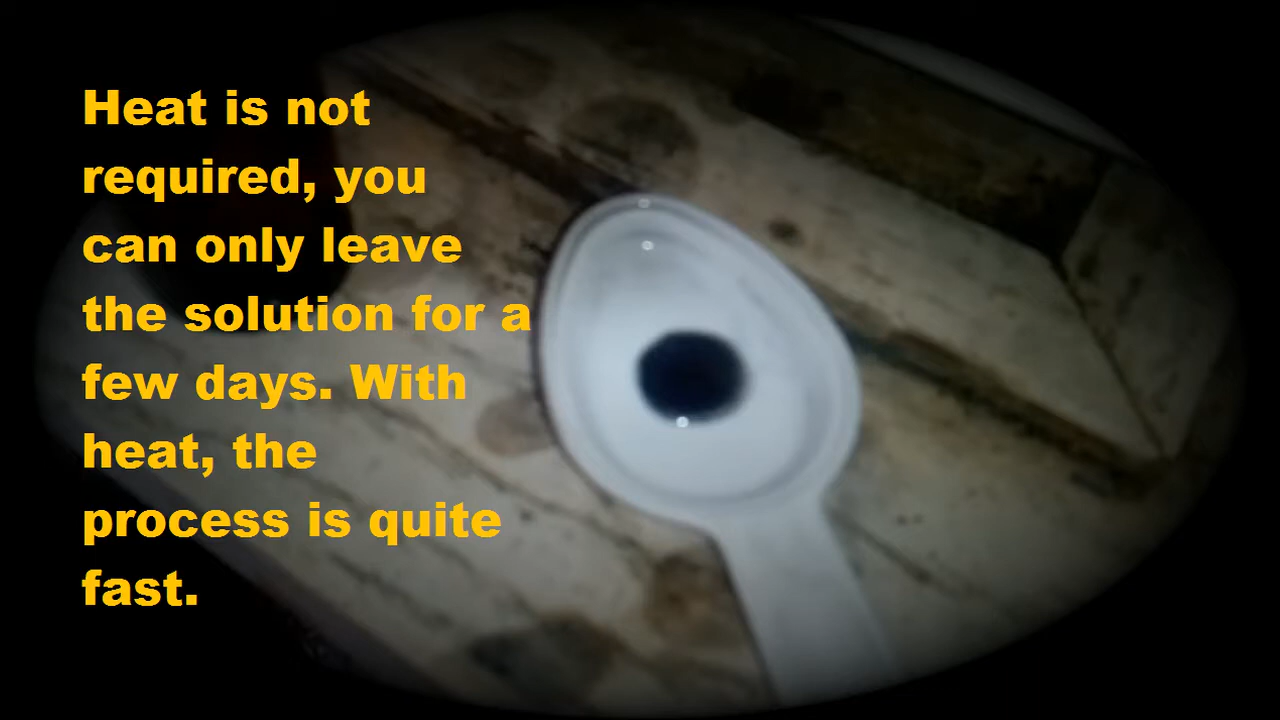 Heat is not
required, you
can only leave
the solution for a
few days. With
heat, the
process is quite
fast.